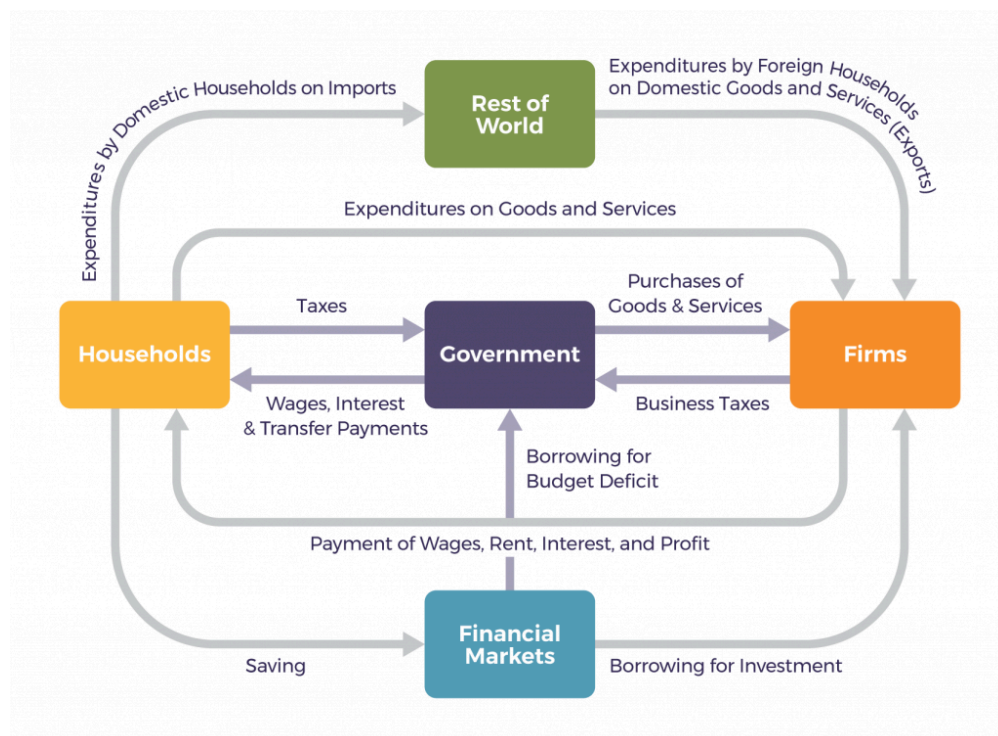 Expenditures by Domestic Households on Imports
Rest of
World
Expenditures by Foreign Households
on Domestic Goods and Services (Exports)
Expenditures on Goods and Services
Households
Taxes
Government
Purchases of
Goods & Services
Firms
Wages, Interest
& Transfer Payments
Business Taxes
Borrowing for
Budget Deficit
Payment of Wages, Rent, Interest, and Profit
Saving
Financial
Markets
Borrowing for Investment